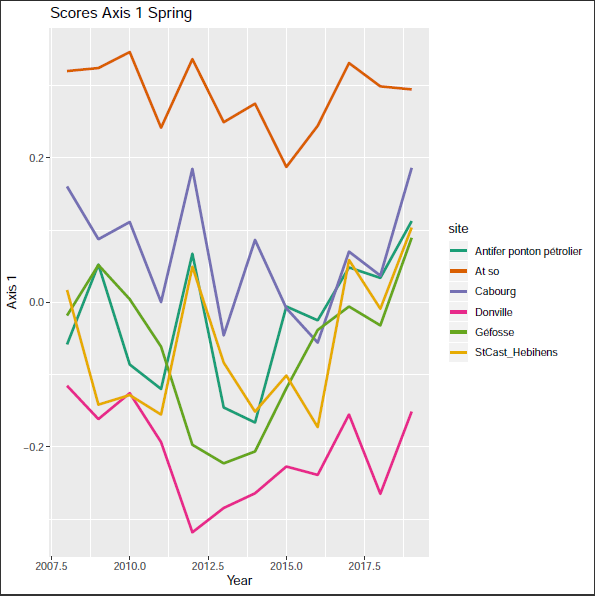 Scores Axis 1 Spring
0.2
0.0
−0.2
Axis 1
2007.5
2010.0
2012.5
2015.0
2017.5
Year
site
Antifer ponton pétrolier
At so
Cabourg
Donville
Géfosse
StCast_Hebihens